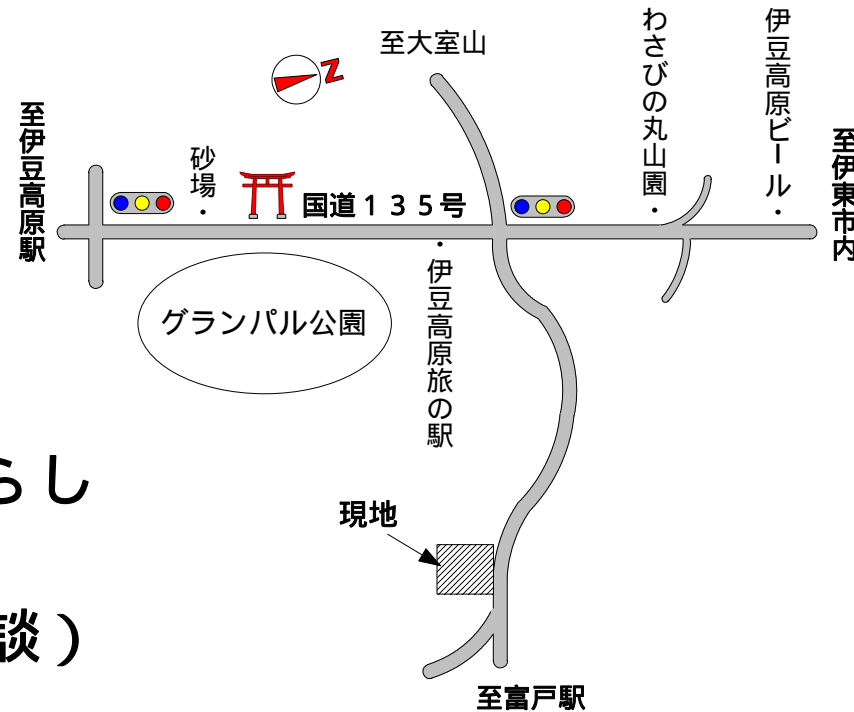 至大室山
Z
わさびの丸山園・
伊豆高原ビール・
至伊東市内
至伊豆高原駅
砂場・
国道１３５号
グランパル公園
・伊豆高原旅の駅
らし
現地
談）
至富戸駅